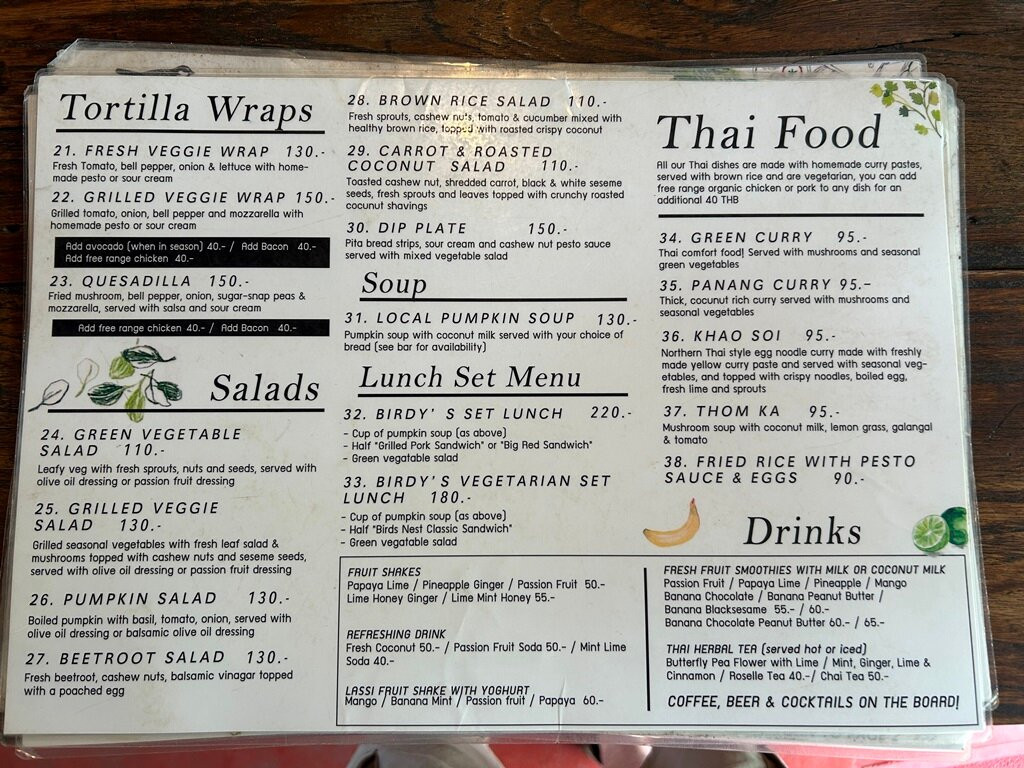 Tortilla Wraps
21. FRESH VEGGIE WRAP 130.-
Fresh Tomato, bell pepper, onion & lettuce with home-
made pesto or sour cream
22. GRILLED VEGGIE WRAP 150.-
Grilled tomato, onion, bell pepper and mozzarella with
homemade pesto or sour cream
Add avocado (when in season) 40.- / Add Bacon 40.-
Add free range chicken 40.-
23. QUESADILLA 150.-
Fried mushroom, bell pepper, onion, sugar-snap peas &
mozzarella, served with salsa and sour cream
Add free range chicken 40.- / Add Bacon 40.-
Salads
24. GREEN VEGETABLE
SALAD 110.-
Leafy veg with fresh sprouts, nuts and seeds, served with
olive oil dressing or passion fruit dressing
25. GRILLED VEGGIE
SALAD 130.-
Grilled seasonal vegetables with fresh leaf salad &
mushrooms topped with cashew nuts and seseme seeds,
served with olive oil dressing or passion fruit dressing
26. PUMPKIN SALAD 130.-
Boiled pumpkin with basil, tomato, onion, served with
olive oil dressing or balsamic olive oil dressing
27. BEETROOT SALAD 130.-
Fresh beetroot, cashew nuts, balsamic vinagar topped
with a poached egg
28. BROWN RICE SALAD 110.-
Fresh sprouts, cashew nuts, tomato & cucumber mixed with
healthy brown rice, topped with roasted crispy coconut
29. CARROT & ROASTED
COCONUT SALAD 110.-
Toasted cashew nut, shredded carrot, black & white seseme
seeds, fresh sprouts and leaves topped with crunchy roasted
coconut shavings
30. DIP PLATE 150.-
Pita bread strips, sour cream and cashew nut pesto sauce
served with mixed vegetable salad
Soup
31. LOCAL PUMPKIN SOUP 130.-
Pumpkin soup with coconut milk served with your choice of
bread (see bar for availability)
Lunch Set Menu
32. BIRDY' S SET LUNCH 220.-
- Cup of pumpkin soup (as above)
- Half "Grilled Pork Sandwich" or "Big Red Sandwich"
- Green vegatable salad
33. BIRDY'S VEGETARIAN SET
LUNCH 180.-
- Cup of pumpkin soup (as above)
- Half "Birds Nest Classic Sandwich"
- Green vegatable salad
Thai Food
All our Thai dishes are made with homemade curry pastes,
served with brown rice and are vegetarian, you can add
free range organic chicken or pork to any dish for an
additional 40 THB
34. GREEN CURRY 95.-
Thai comfort food! Served with mushrooms and seasonal
green vegetables
35. PANANG CURRY 95.-
Thick, cocunut rich curry served with mushrooms and
seasonal vegetables
36. KHAO SOI 95.-
Northern Thai style egg noodle curry made with freshly
made yellow curry paste and served with seasonal veg-
etables, and topped with crispy noodles, boiled egg,
fresh lime and sprouts
37. THOM KA 95.-
Mushroom soup with coconut milk, lemon grass, galangal
& tomato
38. FRIED RICE WITH PESTO
SAUCE & EGGS 90.-
Drinks
FRUIT SHAKES
Papaya Lime / Pineapple Ginger / Passion Fruit 50.-
Lime Honey Ginger / Lime Mint Honey 55.-
REFRESHING DRINK
Fresh Coconut 50.- / Passion Fruit Soda 50.- / Mint Lime
Soda 40.-
LASSI FRUIT SHAKE WITH YOGHURT
Mango / Banana Mint / Passion fruit / Papaya 60.-
FRESH FRUIT SMOOTHIES WITH MILK OR COCONUT MILK
Passion Fruit / Papaya Lime / Pineapple / Mango
Banana Chocolate / Banana Peanut Butter /
Banana Blacksesame 55.- / 60.-
Banana Chocolate Peanut Butter 60.- / 65.-
THAI HERBAL TEA (served hot or iced)
Butterfly Pea Flower with Lime / Mint, Ginger, Lime &
Cinnamon / Roselle Tea 40.-/ Chai Tea 50.-
COFFEE, BEER & COCKTAILS ON THE BOARD!